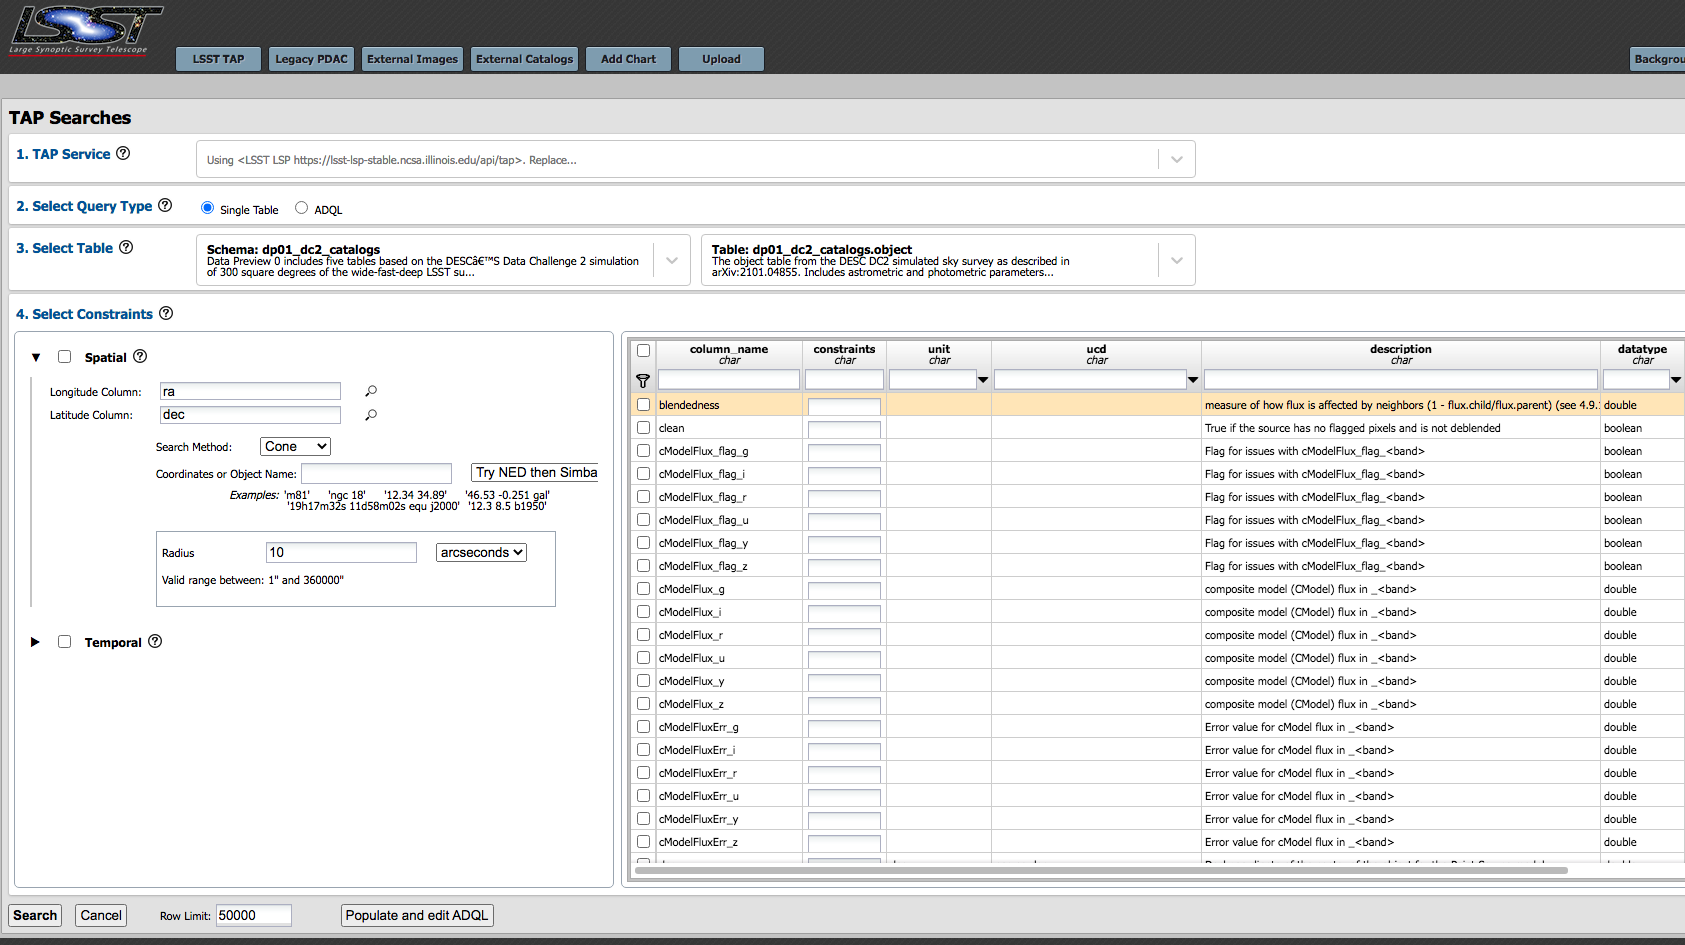 LSST
Large Synoptic Survey Telescope
LSST TAP Legacy PDAC External Images External Catalogs Add Chart Upload
TAP Searches
1. TAP Service
Using <LSST LSP https://lsst-lsp-stable.ncsa.illinois.edu/api/tap>. Replace...
2. Select Query Type
Single Table ADQL
3. Select Table
Schema: dp01_dc2_catalogs
Data Preview 0 includes five tables based on the DESCâ€™S Data Challenge 2 simulation
of 300 square degrees of the wide-fast-deep LSST su...
Table: dp01_dc2_catalogs.object
The object table from the DESC DC2 simulated sky survey as described in
arXiv:2101.04855. Includes astrometric and photometric parameters...
4. Select Constraints
Spatial
Longitude Column: ra
Latitude Column: dec
Search Method: Cone
Coordinates or Object Name: Try NED then Simba
Examples: 'm81' 'ngc 18' '12.34 34.89' '46.53 -0.251 gal'
'19h17m32s 11d58m02s equ j2000' '12.3 8.5 b1950'
Radius 10 arcseconds
Valid range between: 1" and 360000"
Temporal
column_name constraints unit ucd description datatype
char char char char char char
blendedness measure of how flux is affected by neighbors (1 - flux.child/flux.parent) (see 4.9. double
clean True if the source has no flagged pixels and is not deblended boolean
cModelFlux_flag_g Flag for issues with cModelFlux_flag_<band> boolean
cModelFlux_flag_i Flag for issues with cModelFlux_flag_<band> boolean
cModelFlux_flag_r Flag for issues with cModelFlux_flag_<band> boolean
cModelFlux_flag_u Flag for issues with cModelFlux_flag_<band> boolean
cModelFlux_flag_y Flag for issues with cModelFlux_flag_<band> boolean
cModelFlux_flag_z Flag for issues with cModelFlux_flag_<band> boolean
cModelFlux_g composite model (CModel) flux in _<band> double
cModelFlux_i composite model (CModel) flux in _<band> double
cModelFlux_r composite model (CModel) flux in _<band> double
cModelFlux_u composite model (CModel) flux in _<band> double
cModelFlux_y composite model (CModel) flux in _<band> double
cModelFlux_z composite model (CModel) flux in _<band> double
cModelFluxErr_g Error value for cModel flux in _<band> double
cModelFluxErr_i Error value for cModel flux in _<band> double
cModelFluxErr_r Error value for cModel flux in _<band> double
cModelFluxErr_u Error value for cModel flux in _<band> double
cModelFluxErr_y Error value for cModel flux in _<band> double
cModelFluxErr_z Error value for cModel flux in _<band> double
Search Cancel Row Limit: 50000 Populate and edit ADQL